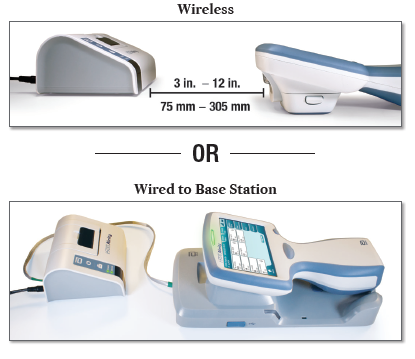 Wireless
3 in. – 12 in.
75 mm – 305 mm
OR
Wired to Base Station